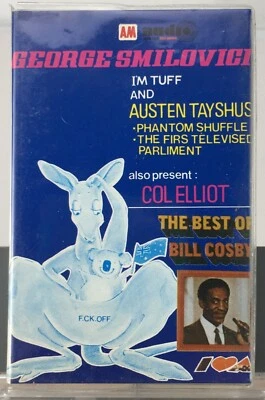 AM audio
GEORGE SMILOVICI
I'M TUFF
AND
AUSTEN TAYSHUS
•PHANTOM SHUFFLE
•THE FIRS TELEVISED
PARLIMENT
also present :
COL ELLIOT
THE BEST OF
BILL COSBY
F.CK.OFF